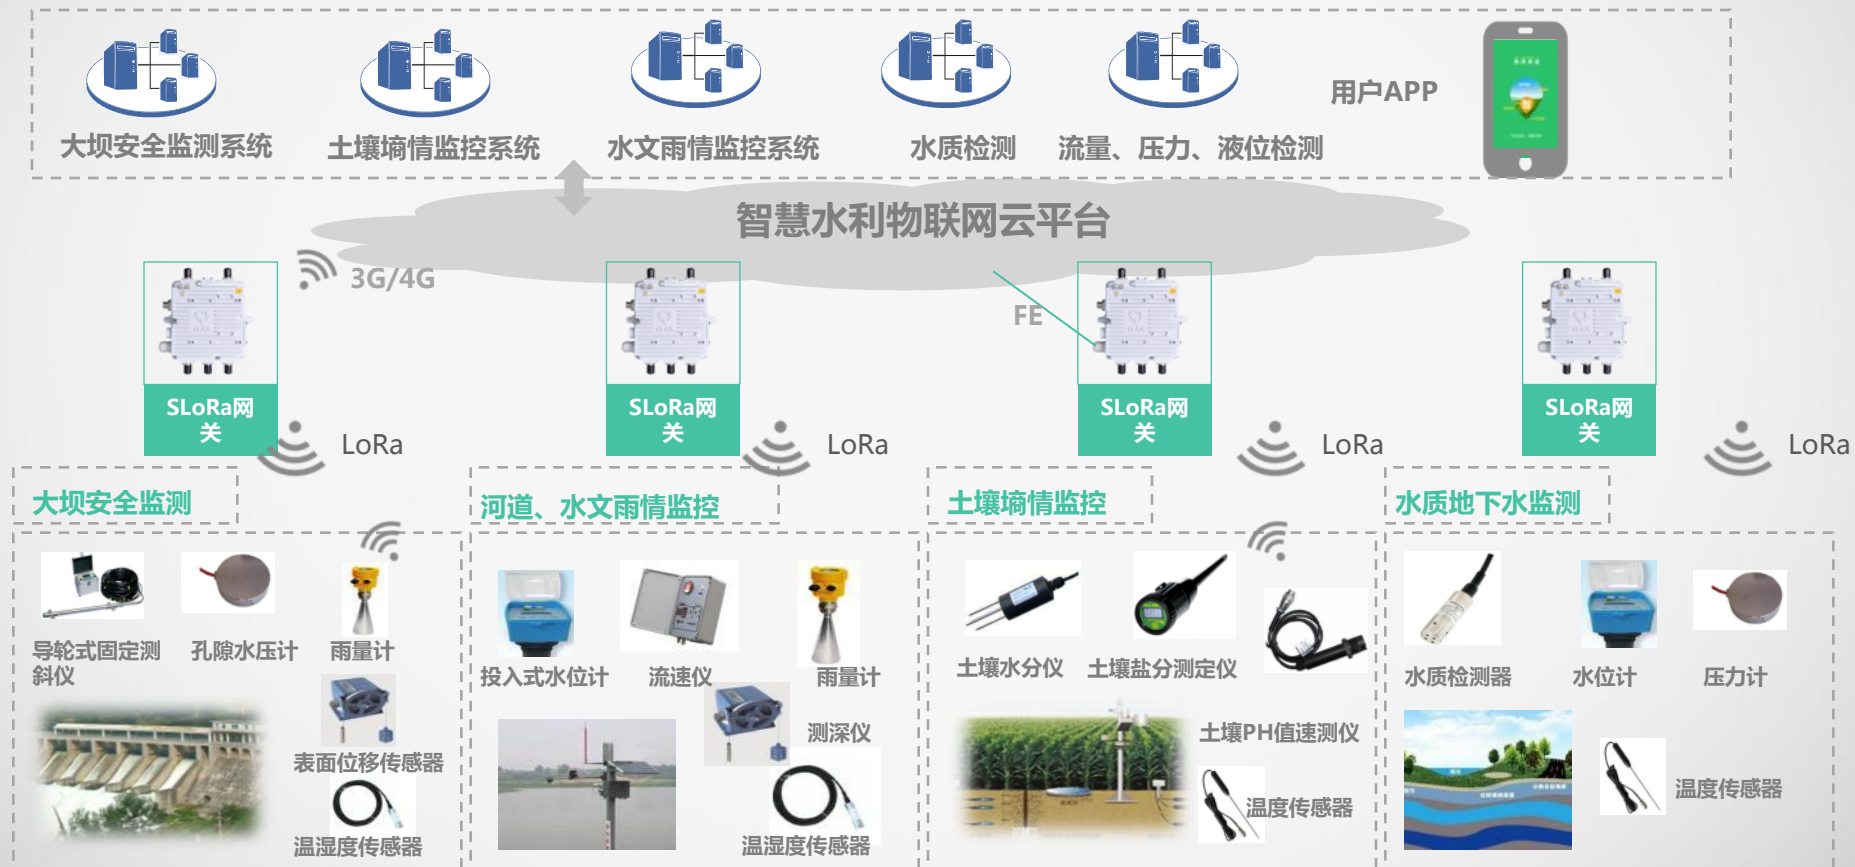 大坝安全监测系统
土壤墒情监控系统
水文雨情监控系统
水质检测
流量、压力、液位检测
用户APP
智慧水利物联网云平台
3G/4G
FE
SLoRa网
关
LoRa
SLoRa网
关
LoRa
SLoRa网
关
LoRa
SLoRa网
关
LoRa
大坝安全监测
导轮式固定测
斜仪
孔隙水压计
雨量计
表面位移传感器
温湿度传感器
河道、水文雨情监控
投入式水位计
流速仪
雨量计
测深仪
温湿度传感器
土壤墒情监控
土壤水分仪
土壤盐分测定仪
土壤PH值速测仪
温度传感器
水质地下水监测
水质检测器
水位计
压力计
温度传感器